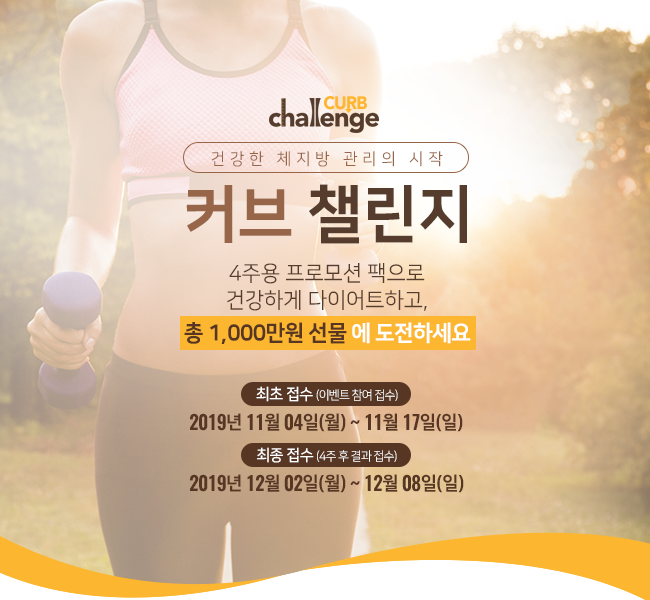 CURB
challenge
건강한 체지방 관리의 시작
커브 챌린지
4주용 프로모션 팩으로
건강하게 다이어트하고,
총 1,000만원 선물에 도전하세요
최초 접수 (이벤트 참여 접수)
2019년 11월 04일(월) ~ 11월 17일(일)
최종 접수 (4주 후 결과 접수)
2019년 12월 02일(월) ~ 12월 08일(일)